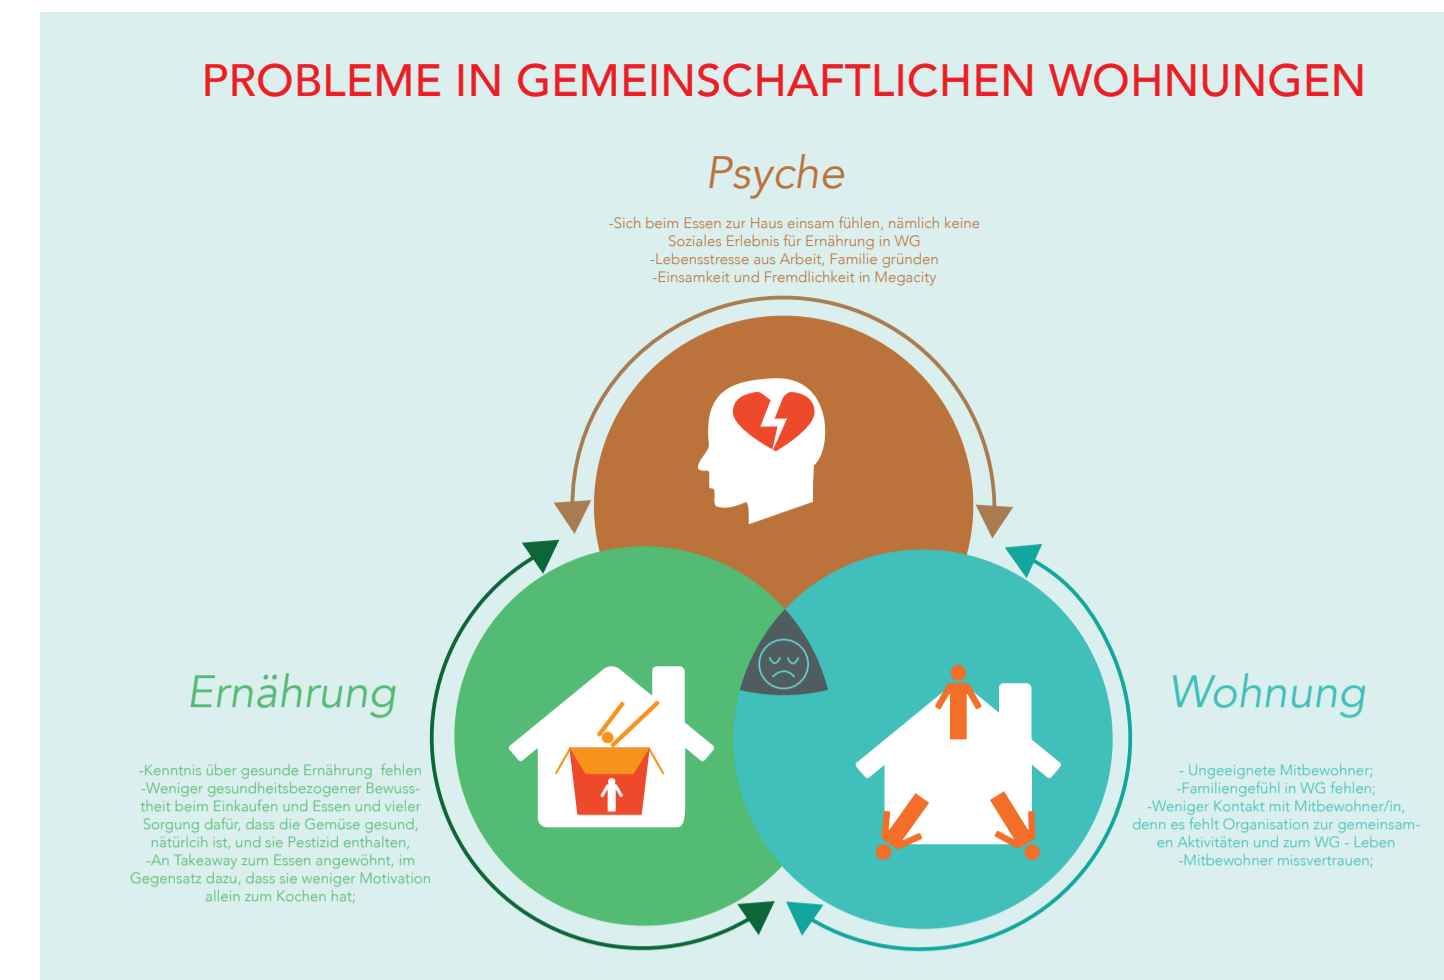 PROBLEME IN GEMEINSCHAFTLICHEN WOHNUNGEN
Psyche
-Sich beim Essen zur Haus einsam fühlen, nämlich keine
Soziales Erlebnis für Ernährung in WG
-Lebensstresse aus Arbeit, Familie gründen
-Einsamkeit und Fremdlichkeit in Megacity
Ernährung
-Kenntnis über gesunde Ernährung fehlen
-Weniger gesundheitsbezogener Bewuss-
theit beim Einkaufen und Essen und vieler
Sorgung dafür, dass die Gemüse gesund,
nätürlcih ist, und sie Pestizid enthalten,
-An Takeaway zum Essen angewöhnt, im
Gegensatz dazu, dass sie weniger Motivation
allein zum Kochen hat;
Wohnung
- Ungeeignete Mitbewohner;
-Familiengefühl in WG fehlen;
-Weniger Kontakt mit Mitbewohner/in,
denn es fehlt Organisation zur gemeinsam-
en Aktivitäten und zum WG - Leben
-Mitbewohner missvertrauen;